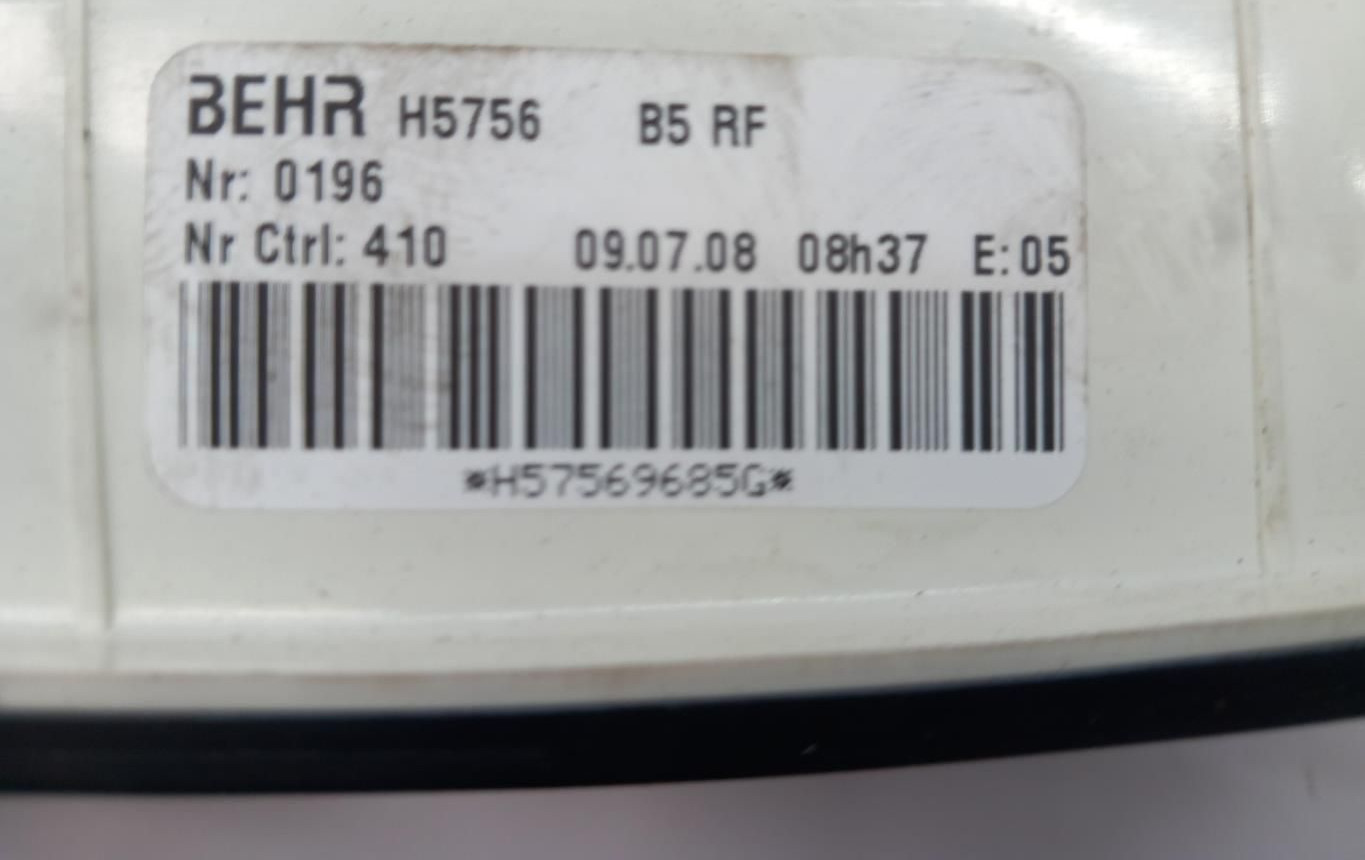 BEHR H5756 B5 RF
Nr: 0196
Nr Ctrl: 410 09.07.08 08h37 E:05
*H57569685G*